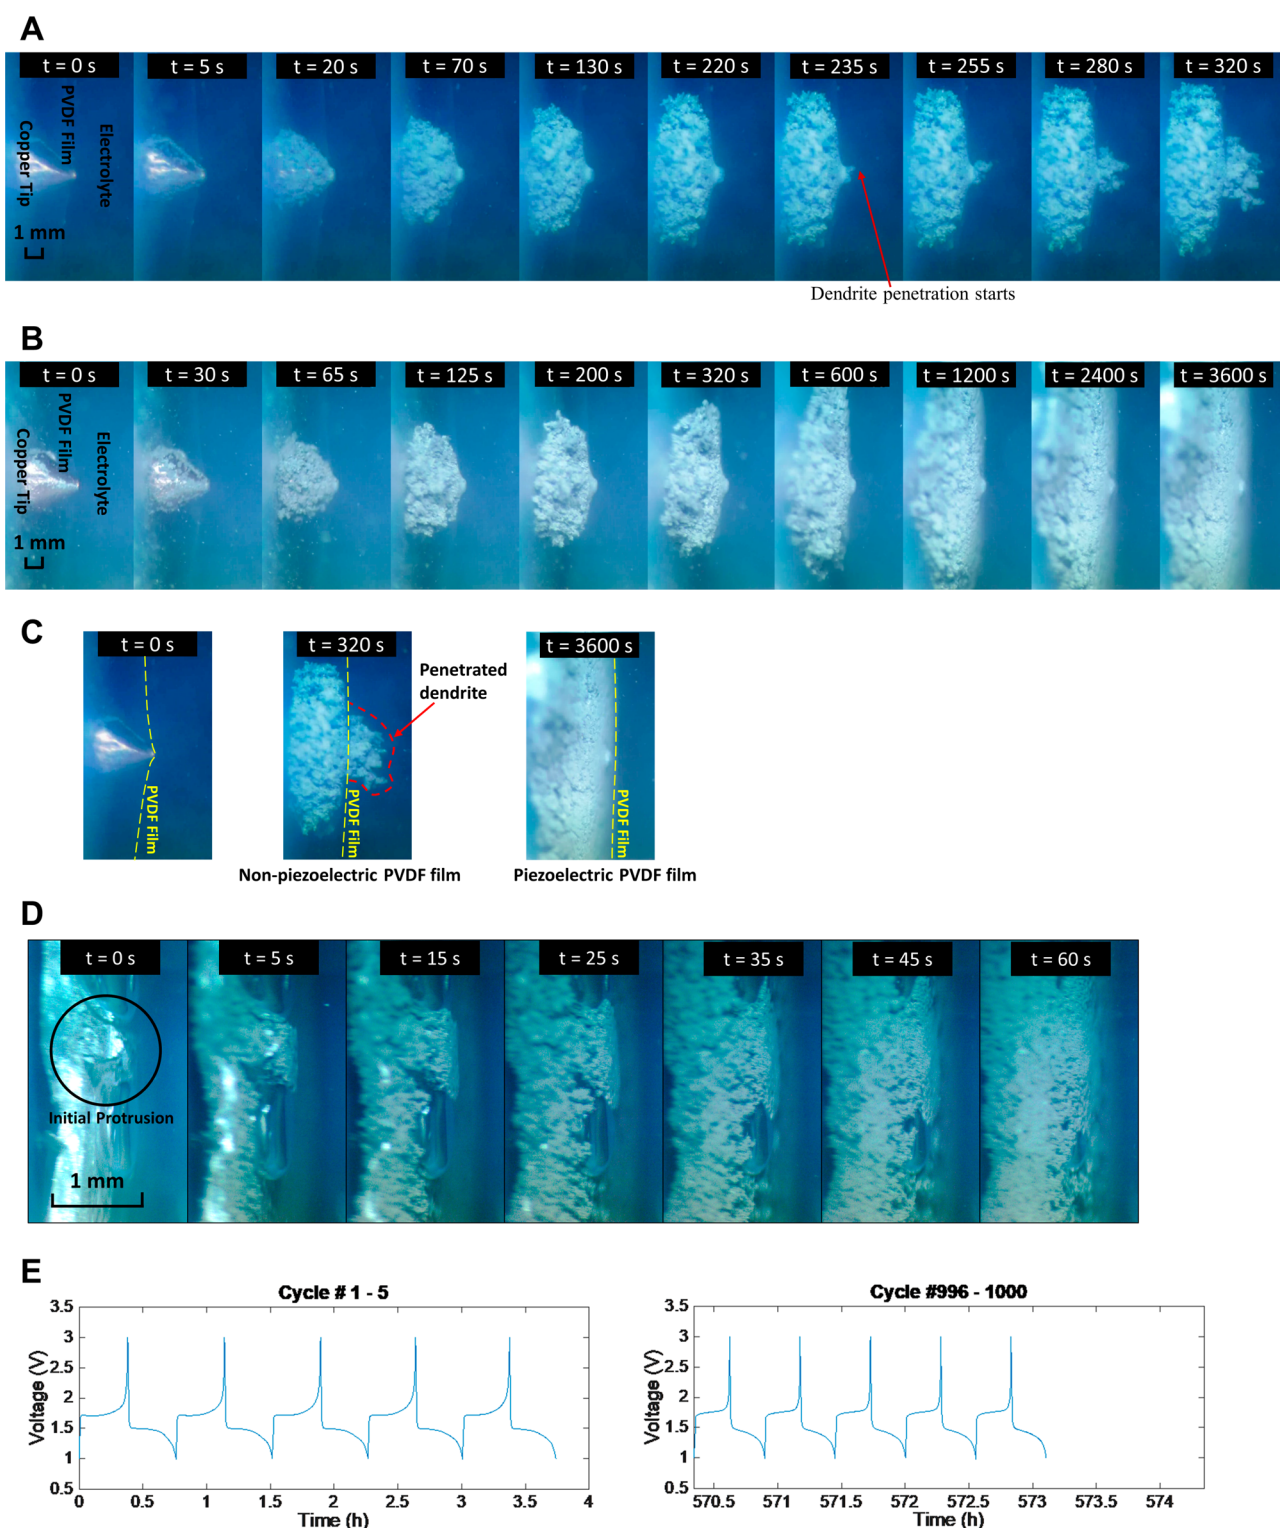 A
t = 0 s
t = 5 s
t = 20 s
t = 70 s
t = 130 s
t = 220 s
t = 235 s
t = 255 s
t = 280 s
t = 320 s
Copper Tip
PVDF Film
Electrolyte
1 mm
Dendrite penetration starts
B
t = 0 s
t = 30 s
t = 65 s
t = 125 s
t = 200 s
t = 320 s
t = 600 s
t = 1200 s
t = 2400 s
t = 3600 s
Copper Tip
PVDF Film
Electrolyte
1 mm
C
t = 0 s
t = 320 s
t = 3600 s
Penetrated
dendrite
PVDF Film
PVDF Film
PVDF Film
Non-piezoelectric PVDF film
Piezoelectric PVDF film
D
t = 0 s
t = 5 s
t = 15 s
t = 25 s
t = 35 s
t = 45 s
t = 60 s
Initial Protrusion
1 mm
E
Cycle # 1 - 5
3.5
3
2.5
2
1.5
1
0.5
Voltage (V)
0
0.5
1
1.5
2
2.5
3
3.5
4
Time (h)
Cycle #996 - 1000
3.5
3
2.5
2
1.5
1
0.5
Voltage (V)
570.5
571
571.5
572
572.5
573
573.5
574
Time (h)